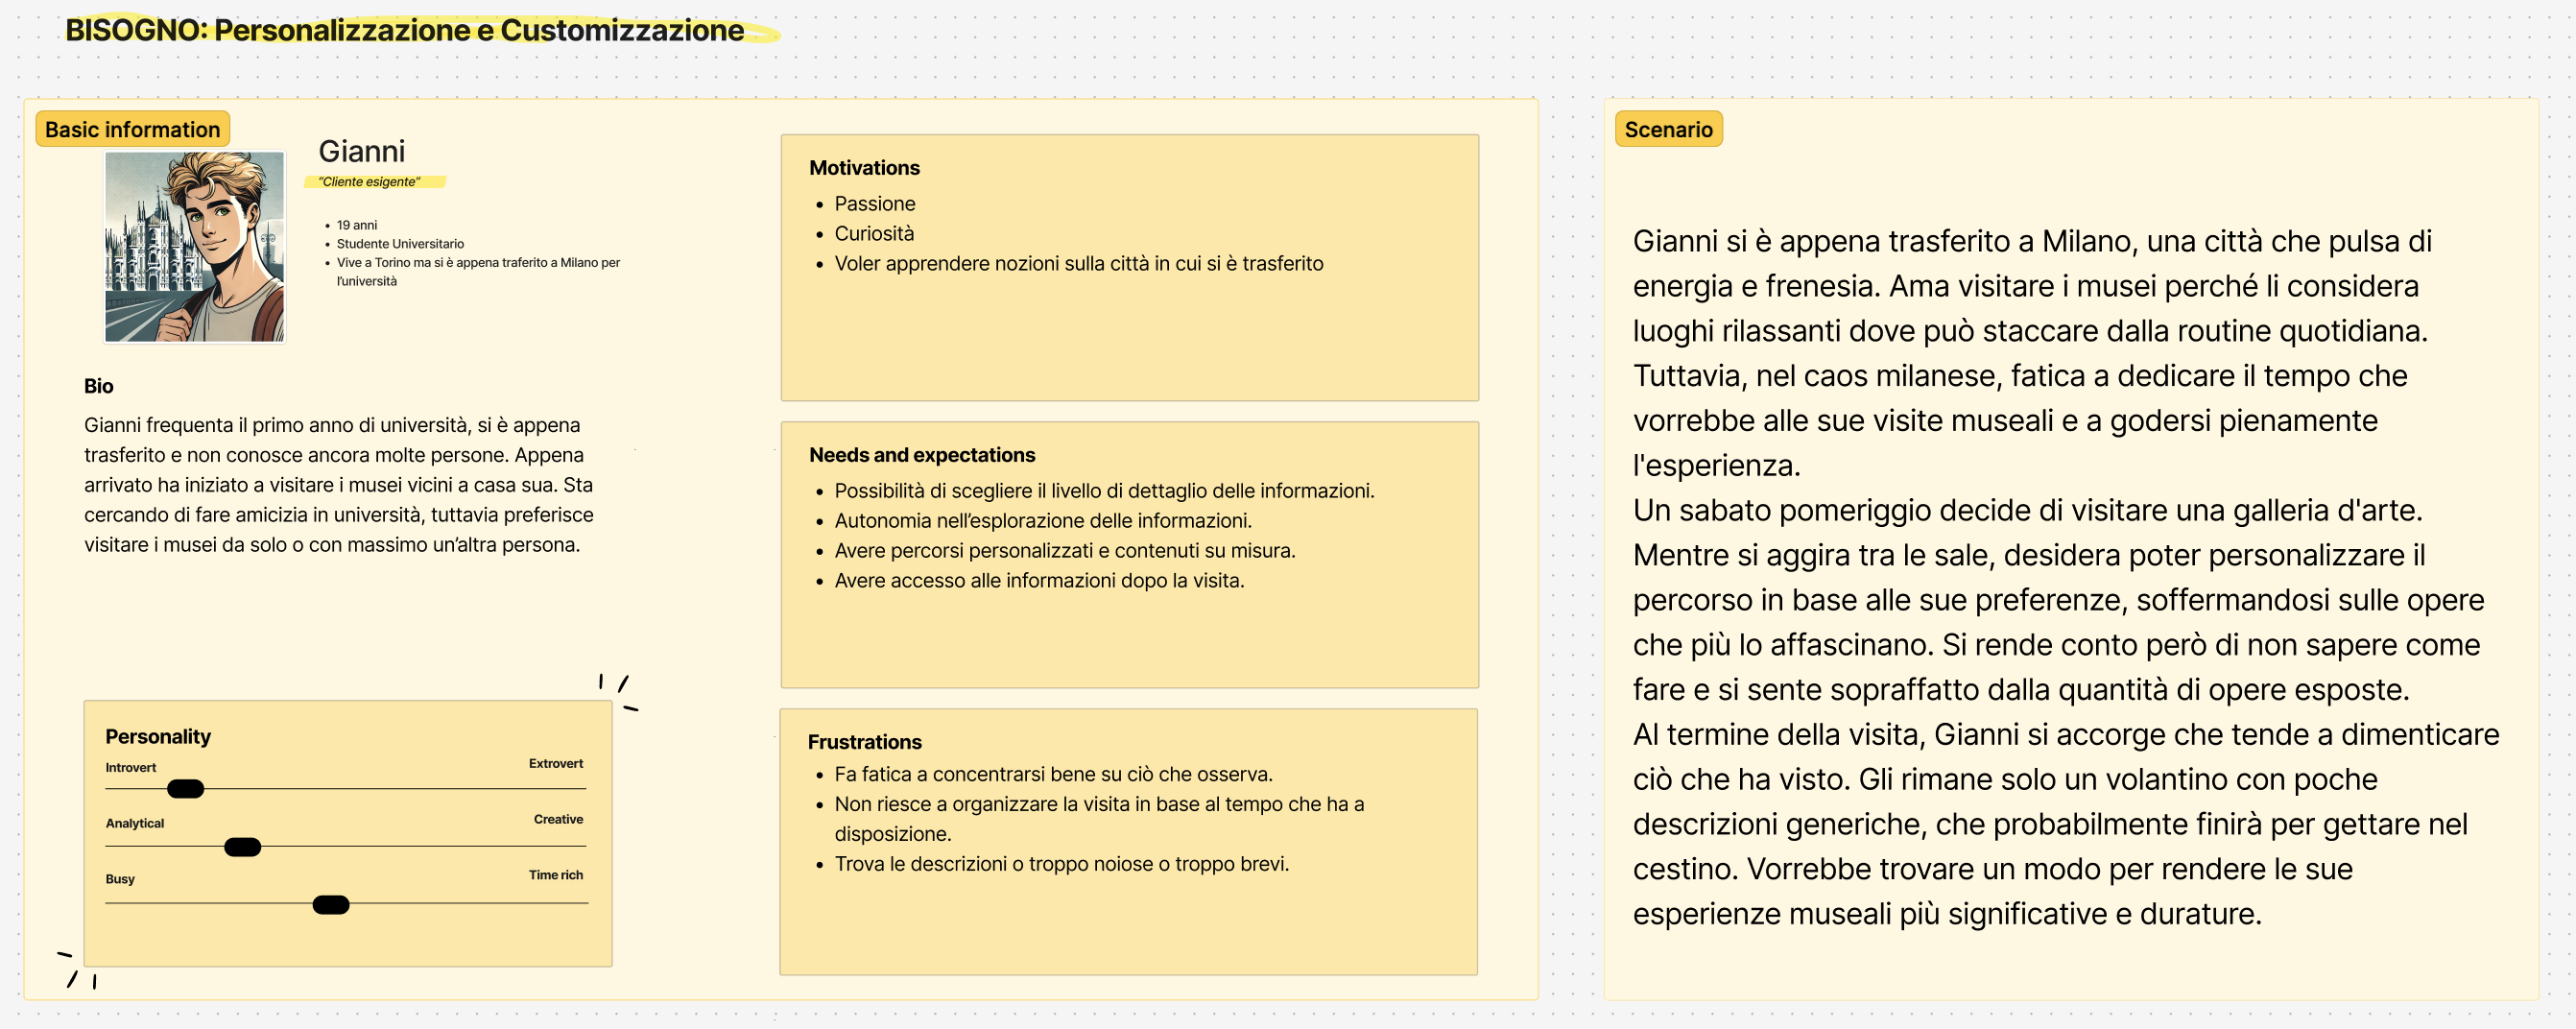 BISOGNO: Personalizzazione e Customizzazione
Basic information
Gianni
"Cliente esigente"
• 19 anni
• Studente Universitario
• Vive a Torino ma si è appena traferito a Milano per
l'università
Bio
Gianni frequenta il primo anno di università, si è appena
trasferito e non conosce ancora molte persone. Appena
arrivato ha iniziato a visitare i musei vicini a casa sua. Sta
cercando di fare amicizia in università, tuttavia preferisce
visitare i musei da solo o con massimo un'altra persona.
Personality
Introvert Extrovert
Analytical Creative
Busy Time rich
Motivations
• Passione
• Curiosità
• Voler apprendere nozioni sulla città in cui si è trasferito
Needs and expectations
• Possibilità di scegliere il livello di dettaglio delle informazioni.
• Autonomia nell'esplorazione delle informazioni.
• Avere percorsi personalizzati e contenuti su misura.
• Avere accesso alle informazioni dopo la visita.
Frustrations
• Fa fatica a concentrarsi bene su ciò che osserva.
• Non riesce a organizzare la visita in base al tempo che ha a
disposizione.
• Trova le descrizioni o troppo noiose o troppo brevi.
Scenario
Gianni si è appena trasferito a Milano, una città che pulsa di
energia e frenesia. Ama visitare i musei perché li considera
luoghi rilassanti dove può staccare dalla routine quotidiana.
Tuttavia, nel caos milanese, fatica a dedicare il tempo che
vorrebbe alle sue visite museali e a godersi pienamente
l'esperienza.
Un sabato pomeriggio decide di visitare una galleria d'arte.
Mentre si aggira tra le sale, desidera poter personalizzare il
percorso in base alle sue preferenze, soffermandosi sulle opere
che più lo affascinano. Si rende conto però di non sapere come
fare e si sente sopraffatto dalla quantità di opere esposte.
Al termine della visita, Gianni si accorge che tende a dimenticare
ciò che ha visto. Gli rimane solo un volantino con poche
descrizioni generiche, che probabilmente finirà per gettare nel
cestino. Vorrebbe trovare un modo per rendere le sue
esperienze museali più significative e durature.